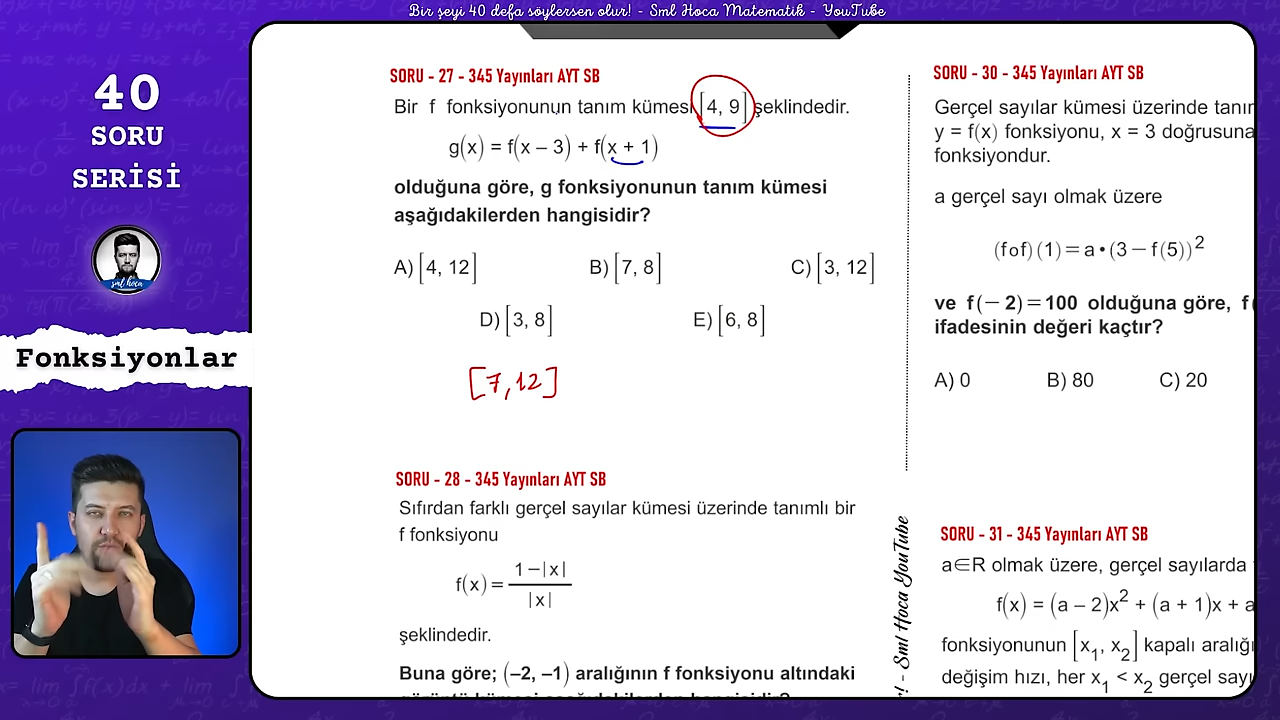 Bir şeyi 40 defa söylersen olur! - Sml Hoca Matematik - YouTube
40
SORU
SERİSİ
sml hoca
Fonksiyonlar
SORU - 27 - 345 Yayınları AYT SB
Bir f fonksiyonunun tanım kümesi [4, 9] şeklindedir.
g(x) = f(x – 3) + f(x + 1)
olduğuna göre, g fonksiyonunun tanım kümesi
aşağıdakilerden hangisidir?
A) [4, 12] B) [7, 8] C) [3, 12]
D) [3, 8] E) [6, 8]
[7, 12]
SORU - 28 - 345 Yayınları AYT SB
Sıfırdan farklı gerçel sayılar kümesi üzerinde tanımlı bir
f fonksiyonu
f(x) = 1−|x| / |x|
şeklindedir.
Buna göre; (–2, –1) aralığının f fonksiyonu altındaki
görüntü kümesi aşağıdakilerden hangisidir?
! - Sml Hoca YouTube
SORU - 30 - 345 Yayınları AYT SB
Gerçel sayılar kümesi üzerinde
y = f(x) fonksiyonu, x = 3 doğrusuna
fonksiyondur.
a gerçel sayı olmak üzere
(fof)(1) = a•(3 − f(5))²
ve f(− 2) = 100 olduğuna göre, f(
ifadesinin değeri kaçtır?
A) 0 B) 80 C) 20
SORU - 31 - 345 Yayınları AYT SB
a∈R olmak üzere, gerçel sayılarda
f(x) = (a – 2)x² + (a + 1)x + a
fonksiyonunun [x₁, x₂] kapalı
değişim hızı, her x₁ < x₂ gerçel